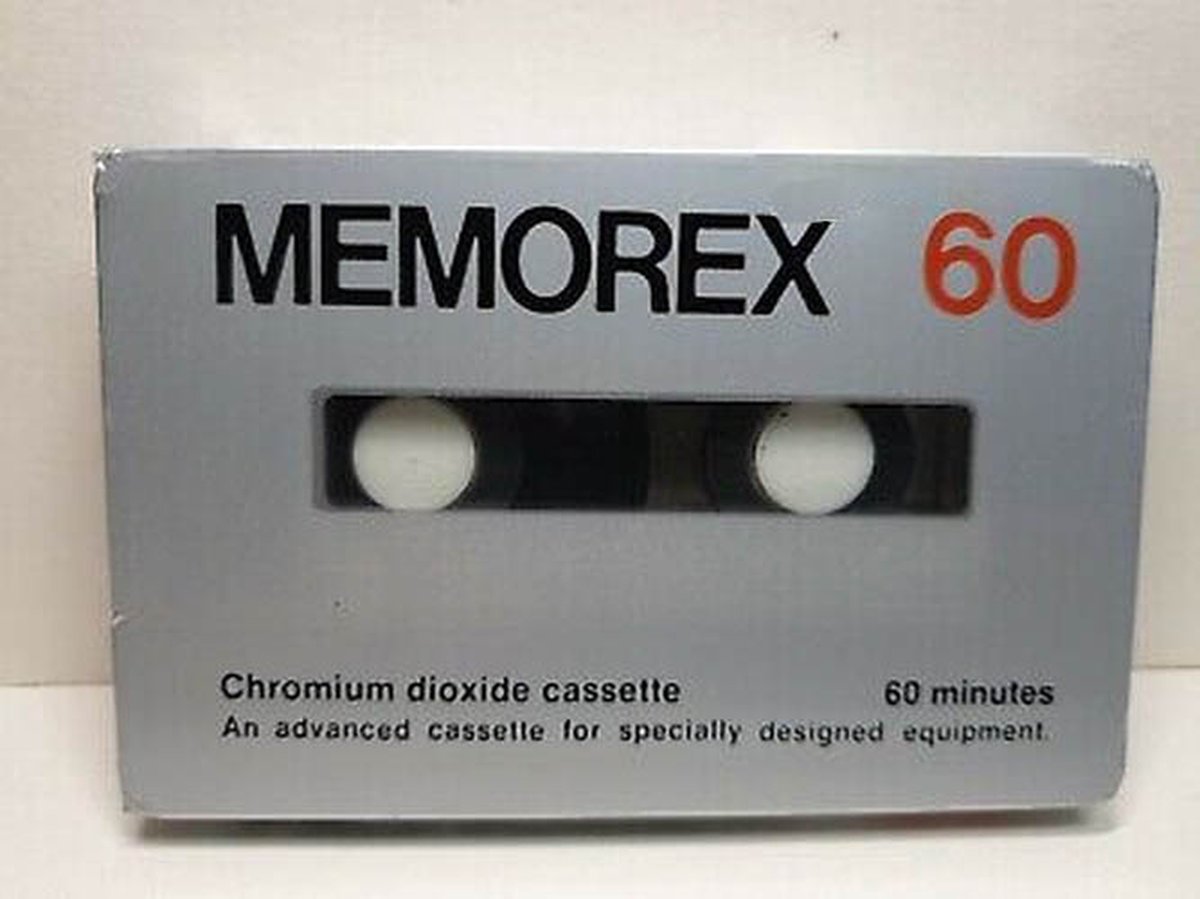 MEMOREX 60
Chromium dioxide cassette 60 minutes
An advanced cassette for specially designed equipment.